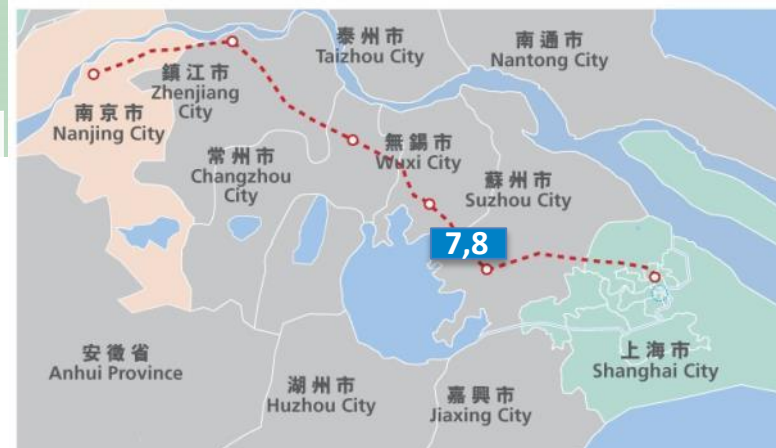 泰州市
Taizhou City
南通市
Nantong City
鎮江市
Zhenjiang
City
南京市
Nanjing City
無錫市
Wuxi City
常州市
Changzhou
City
蘇州市
Suzhou City
7,8
安徽省
Anhui Province
上海市
Shanghai City
湖州市
Huzhou City
嘉興市
Jiaxing City